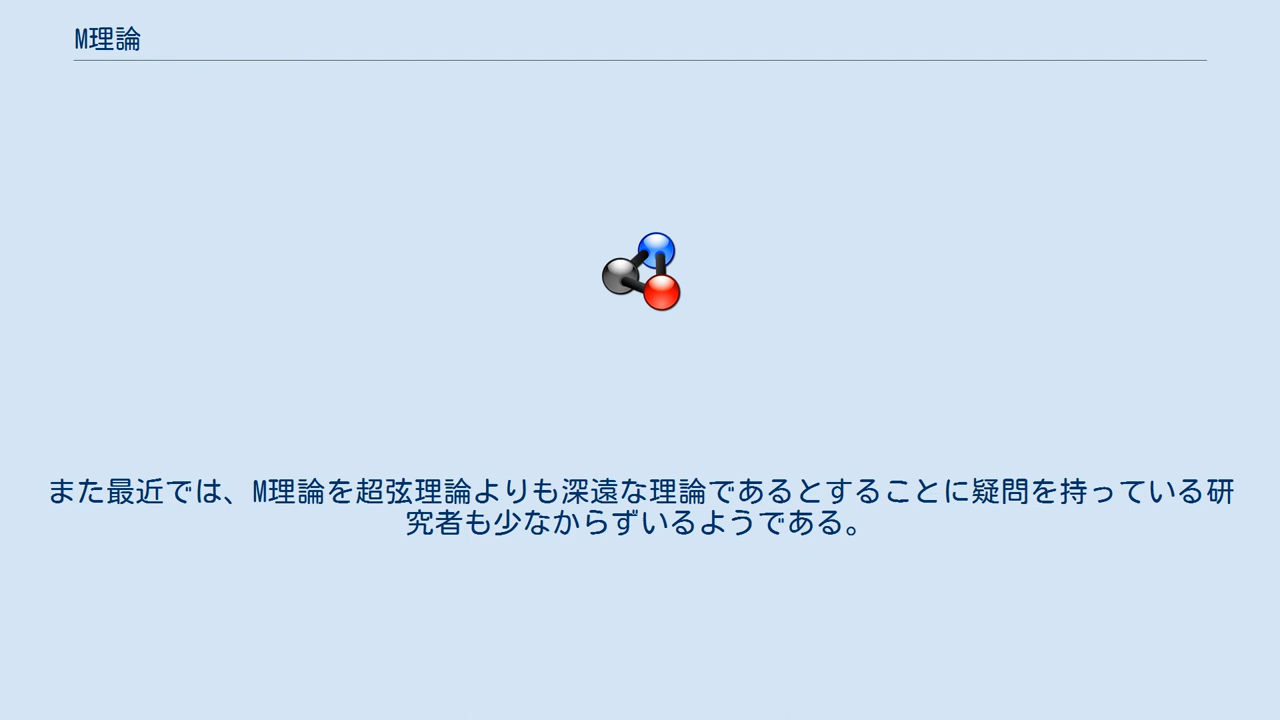 M理論
また最近では、M理論を超弦理論よりも深遠な理論であるとすることに疑問を持っている研
究者も少なからずいるようである。